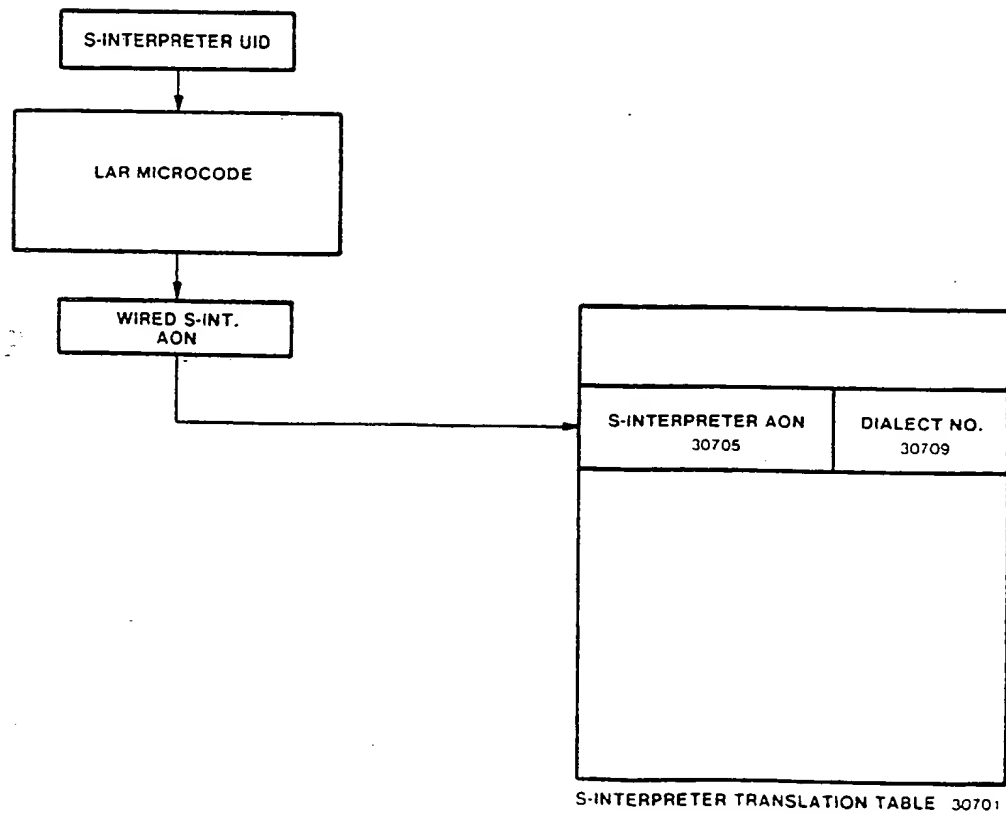 S-INTERPRETER UID
LAR MICROCODE
WIRED S-INT.
AON
S-INTERPRETER AON
30705
DIALECT NO.
30709
S-INTERPRETER TRANSLATION TABLE 30701